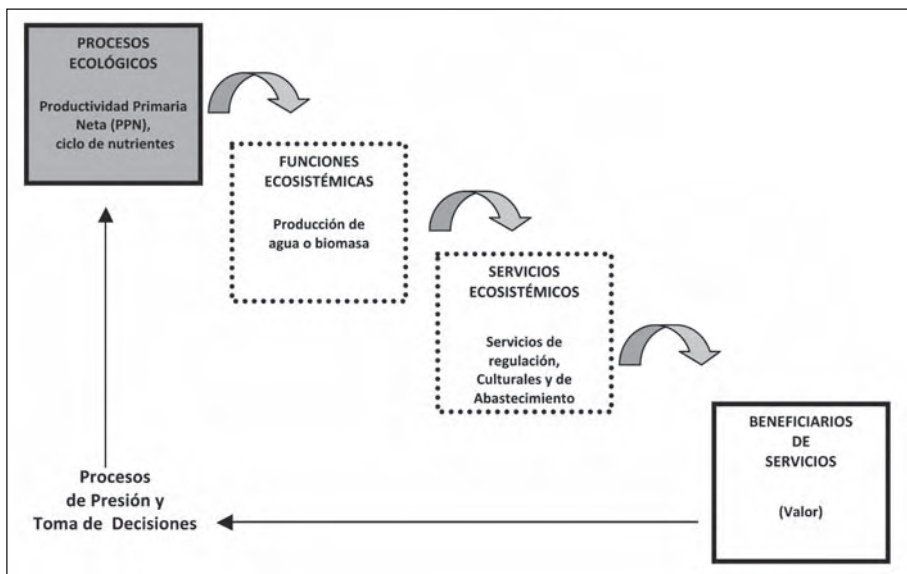 PROCESOS
ECOLÓGICOS
Productividad Primaria
Neta (PPN),
ciclo de nutrientes
FUNCIONES
ECOSISTÉMICAS
Producción de
agua o biomasa
SERVICIOS
ECOSISTÉMICOS
Servicios de
regulación,
Culturales y de
Abastecimiento
BENEFICIARIOS
DE
SERVICIOS
(Valor)
Procesos
de Presión y
Toma de Decisiones